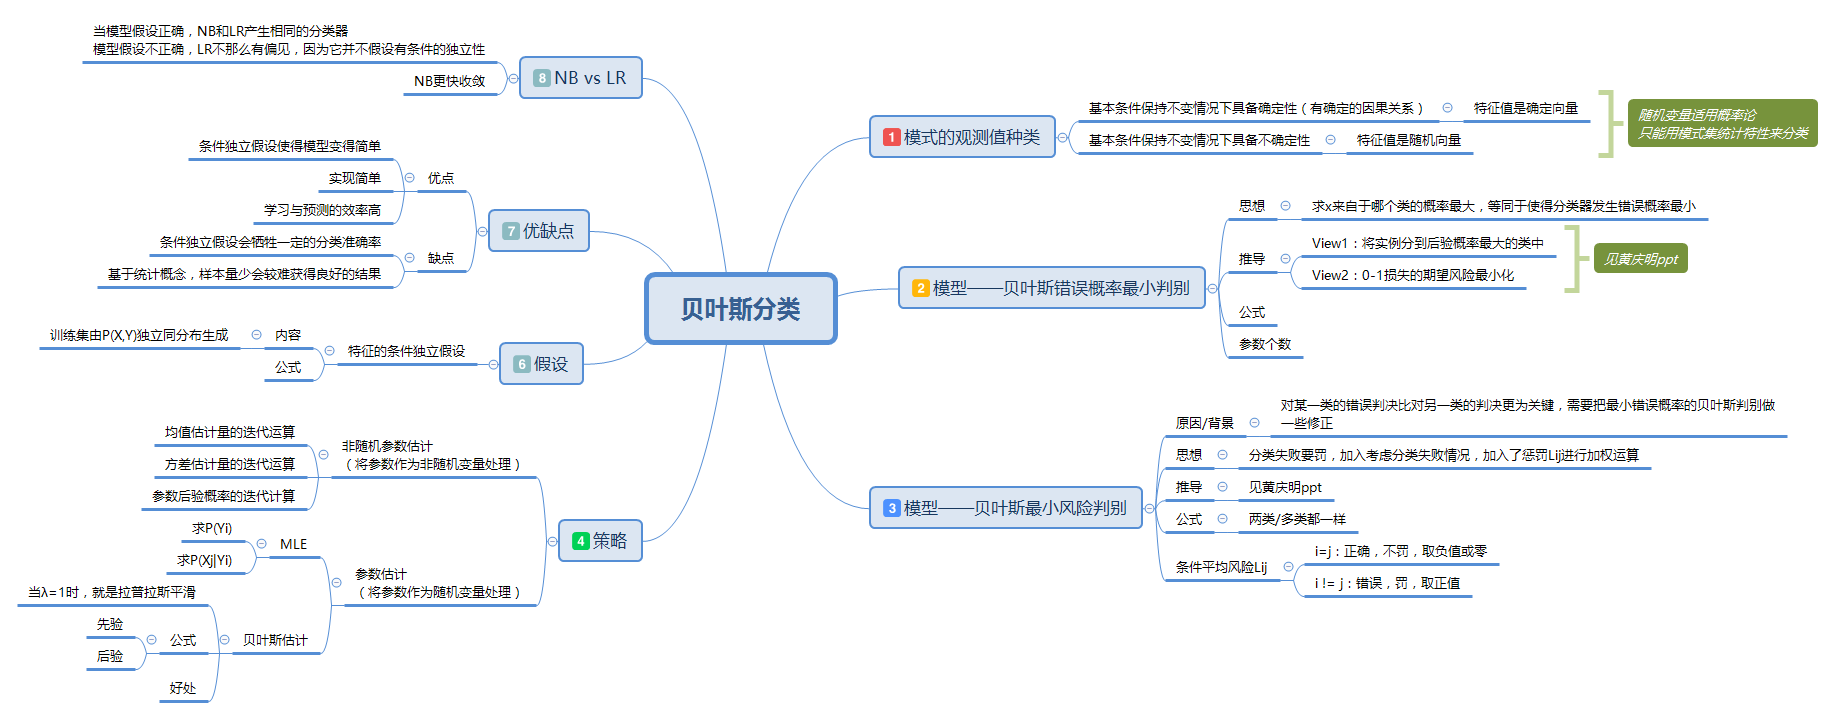 贝叶斯分类
1 模式的观测值种类
基本条件保持不变情况下具备确定性（有确定的因果关系）
特征值是确定向量
基本条件保持不变情况下具备不确定性
特征值是随机向量
随机变量适用概率论
只能用模式集统计特性来分类
2 模型——贝叶斯错误概率最小判别
思想
求x来自于哪个类的概率最大，等同于使得分类器发生错误概率最小
推导
View1：将实例分到后验概率最大的类中
View2：0-1损失的期望风险最小化
见黄庆明ppt
公式
参数个数
3 模型——贝叶斯最小风险判别
原因/背景
对某一类的错误判决比对另一类的判决更为关键，需要把最小错误概率的贝叶斯判别做
一些修正
思想
分类失败要罚，加入考虑分类失败情况，加入了惩罚Lij进行加权运算
推导
见黄庆明ppt
公式
两类/多类都一样
条件平均风险Lij
i=j：正确，不罚，取负值或零
i != j：错误，罚，取正值
4 策略
非随机参数估计
（将参数作为非随机变量处理）
均值估计量的迭代运算
方差估计量的迭代运算
参数后验概率的迭代计算
参数估计
（将参数作为随机变量处理）
MLE
求P(Yi)
求P(Xj|Yi)
贝叶斯估计
当λ=1时，就是拉普拉斯平滑
公式
先验
后验
好处
6 假设
特征的条件独立假设
内容
训练集由P(X,Y)独立同分布生成
公式
7 优缺点
优点
条件独立假设使得模型变得简单
实现简单
学习与预测的效率高
缺点
条件独立假设会牺牲一定的分类准确率
基于统计概念，样本量少会较难获得良好的结果
8 NB vs LR
当模型假设正确，NB和LR产生相同的分类器
模型假设不正确，LR不那么有偏见，因为它并不假设有条件的独立性
NB更快收敛